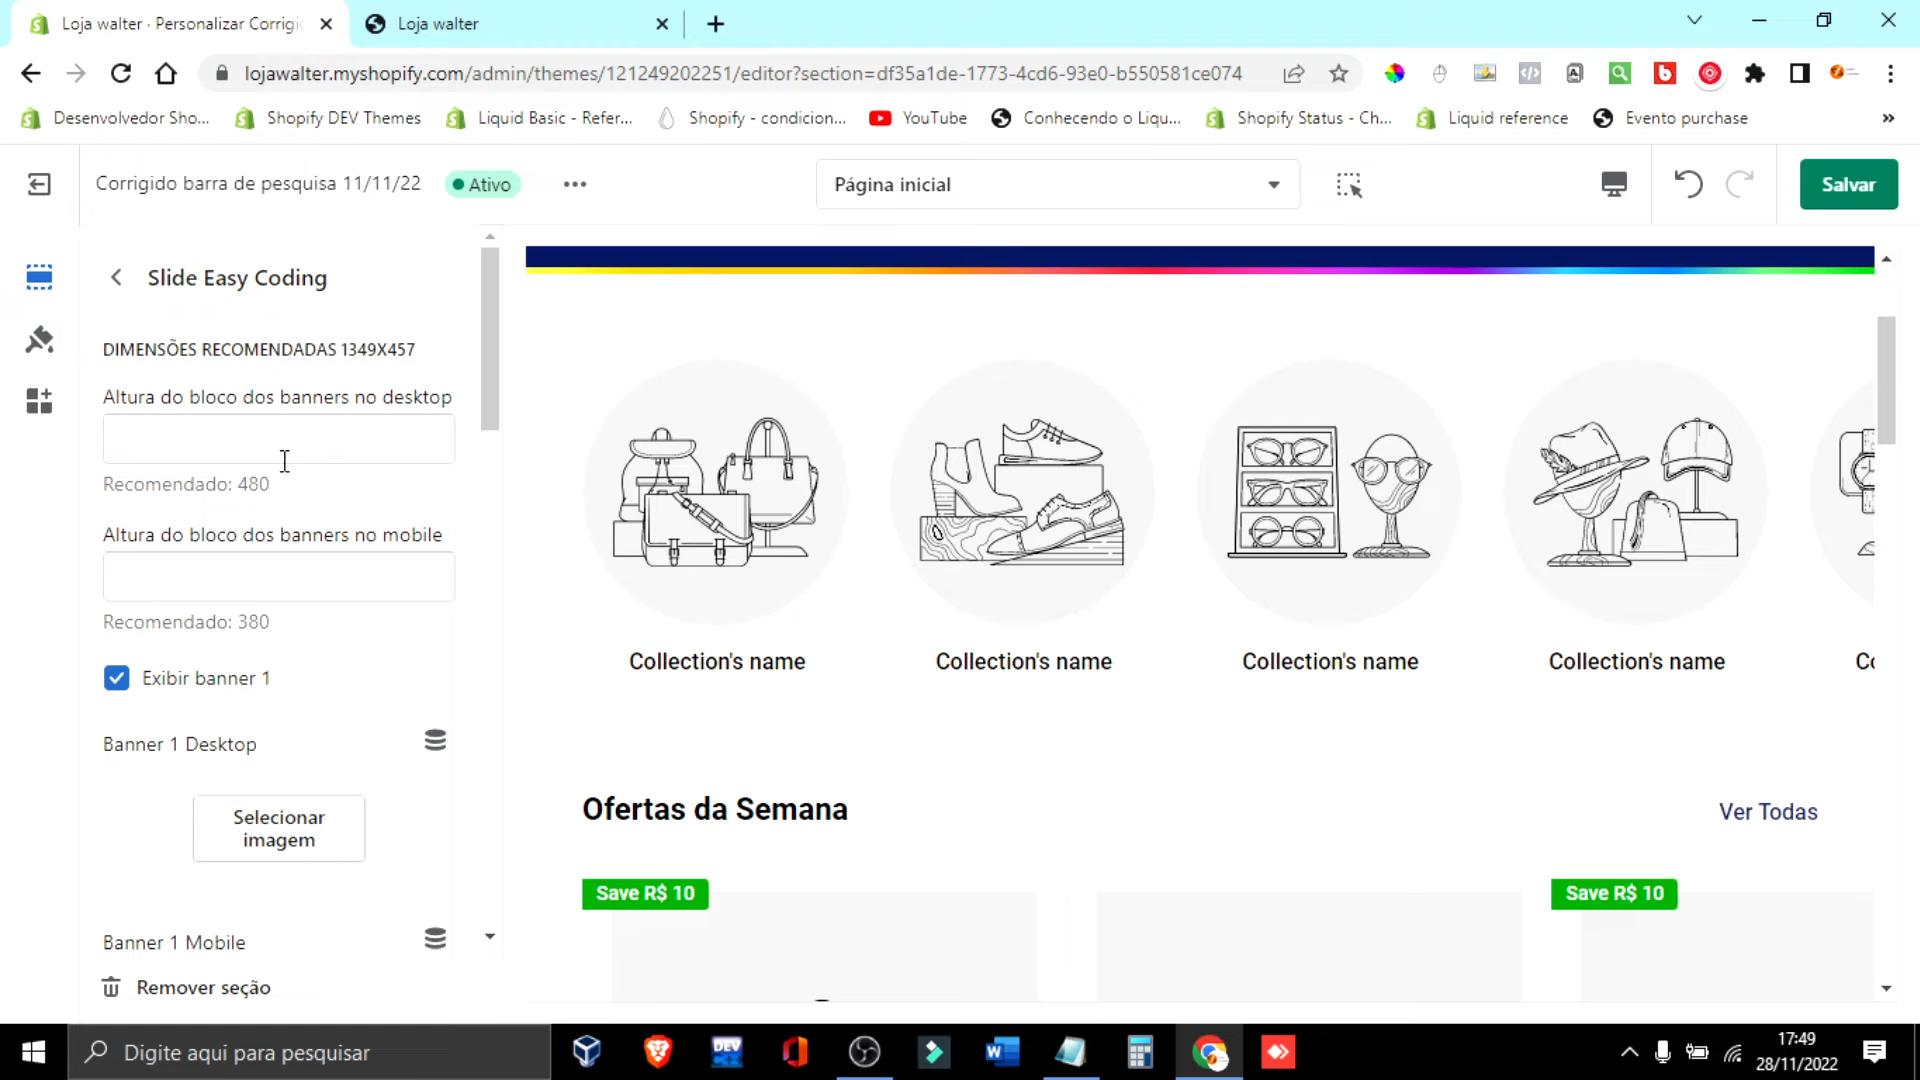 Loja walter · Personalizar Corrigi
Loja walter
lojawalter.myshopify.com/admin/themes/121249202251/editor?section=df35a1de-1773-4cd6-93e0-b550581ce074
Desenvolvedor Sho...
Shopify DEV Themes
Liquid Basic - Refer...
Shopify - condicion...
YouTube
Conhecendo o Liqu...
Shopify Status - Ch...
Liquid reference
Evento purchase
»
Corrigido barra de pesquisa 11/11/22
Ativo
Página inicial
Salvar
Slide Easy Coding
DIMENSÕES RECOMENDADAS 1349X457
Altura do bloco dos banners no desktop
Recomendado: 480
Altura do bloco dos banners no mobile
Recomendado: 380
Exibir banner 1
Banner 1 Desktop
Selecionar
imagem
Banner 1 Mobile
Remover seção
Collection's name
Collection's name
Collection's name
Collection's name
Co
Ofertas da Semana
Ver Todas
Save R$ 10
Save R$ 10
Digite aqui para pesquisar
DEV
17:49
28/11/2022